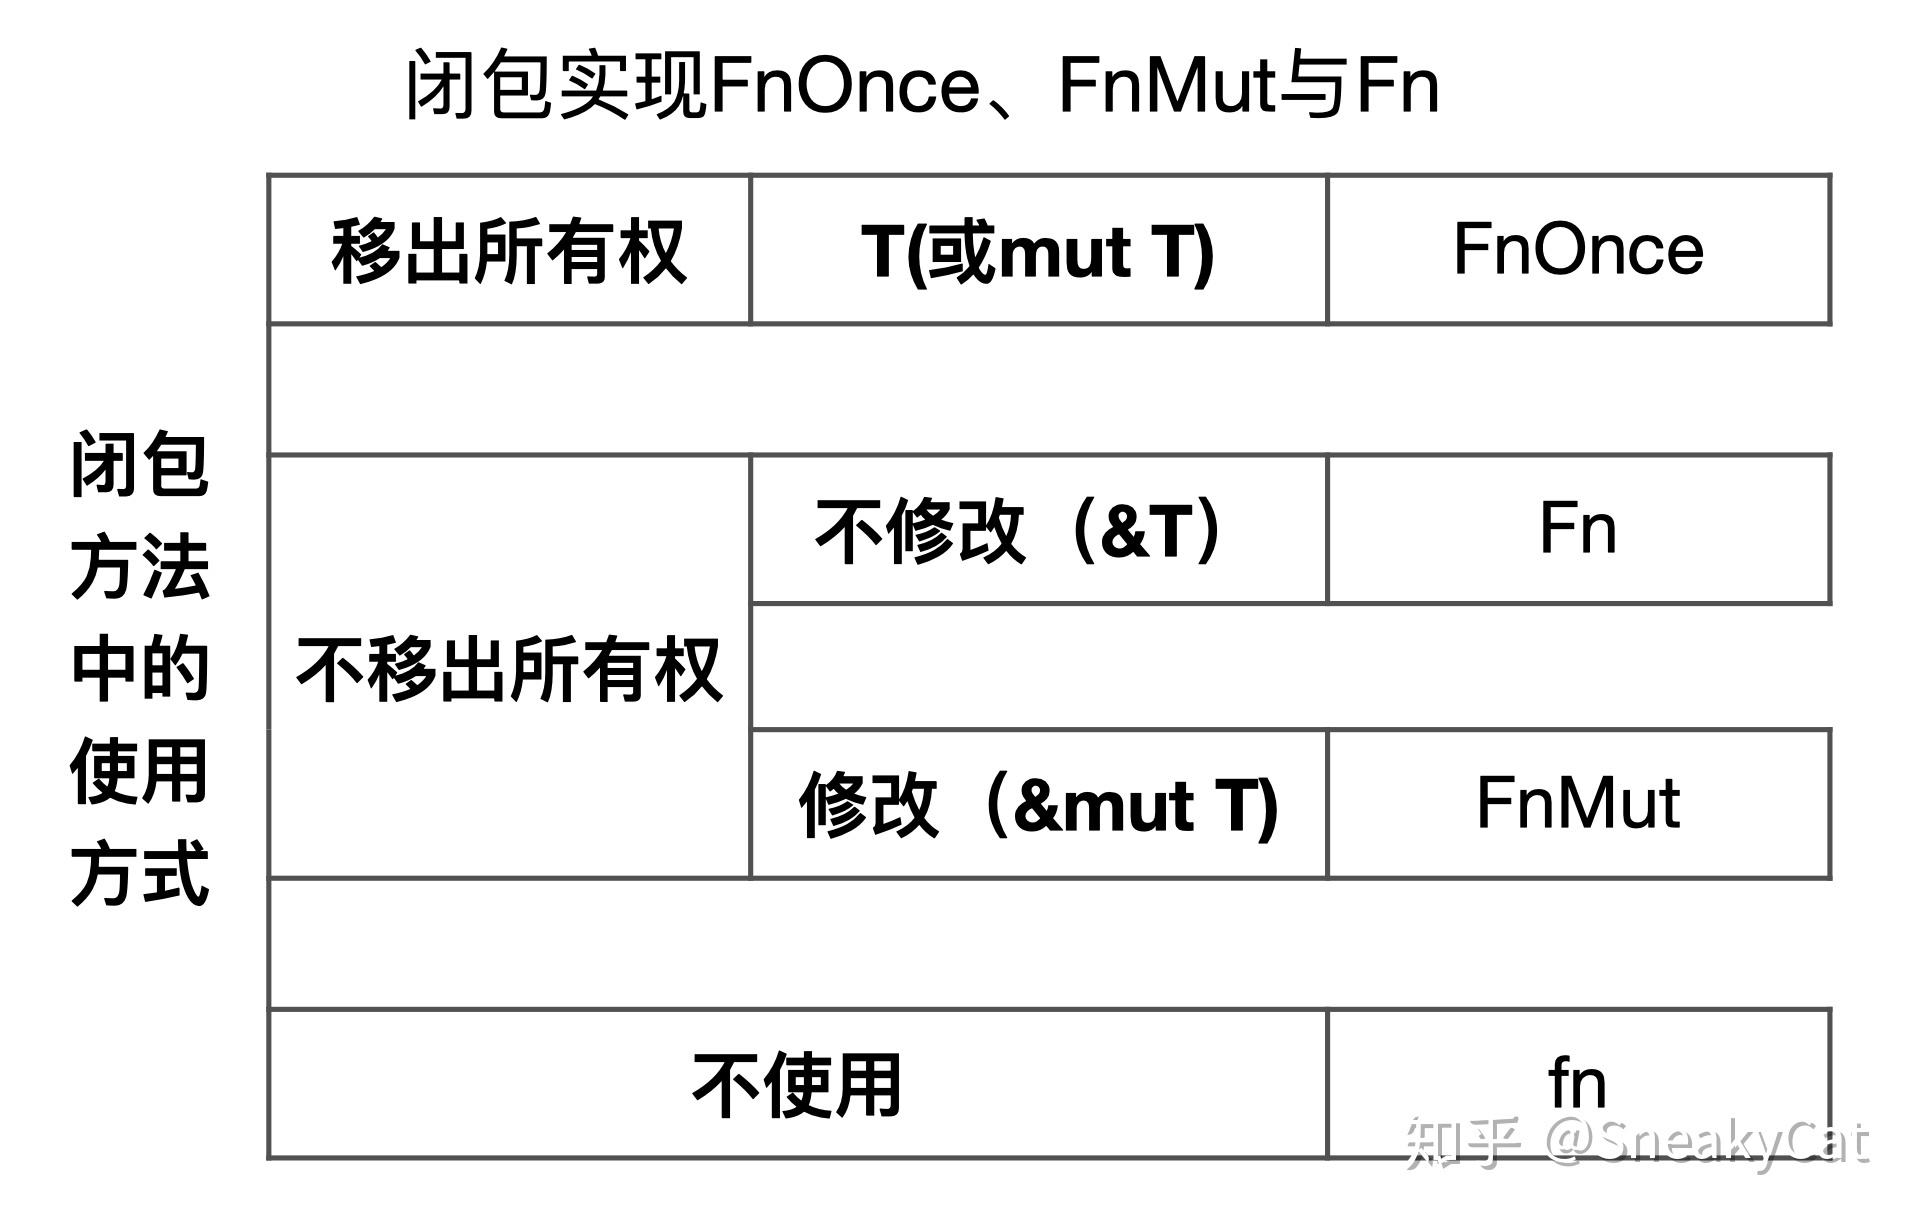 闭包实现FnOnce、FnMut与Fn
移出所有权 T(或mut T) FnOnce
闭包
方法
中的
使用
方式
不移出所有权
不修改（&T） Fn
修改（&mut T) FnMut
不使用 fn
知乎 @SneakyCat